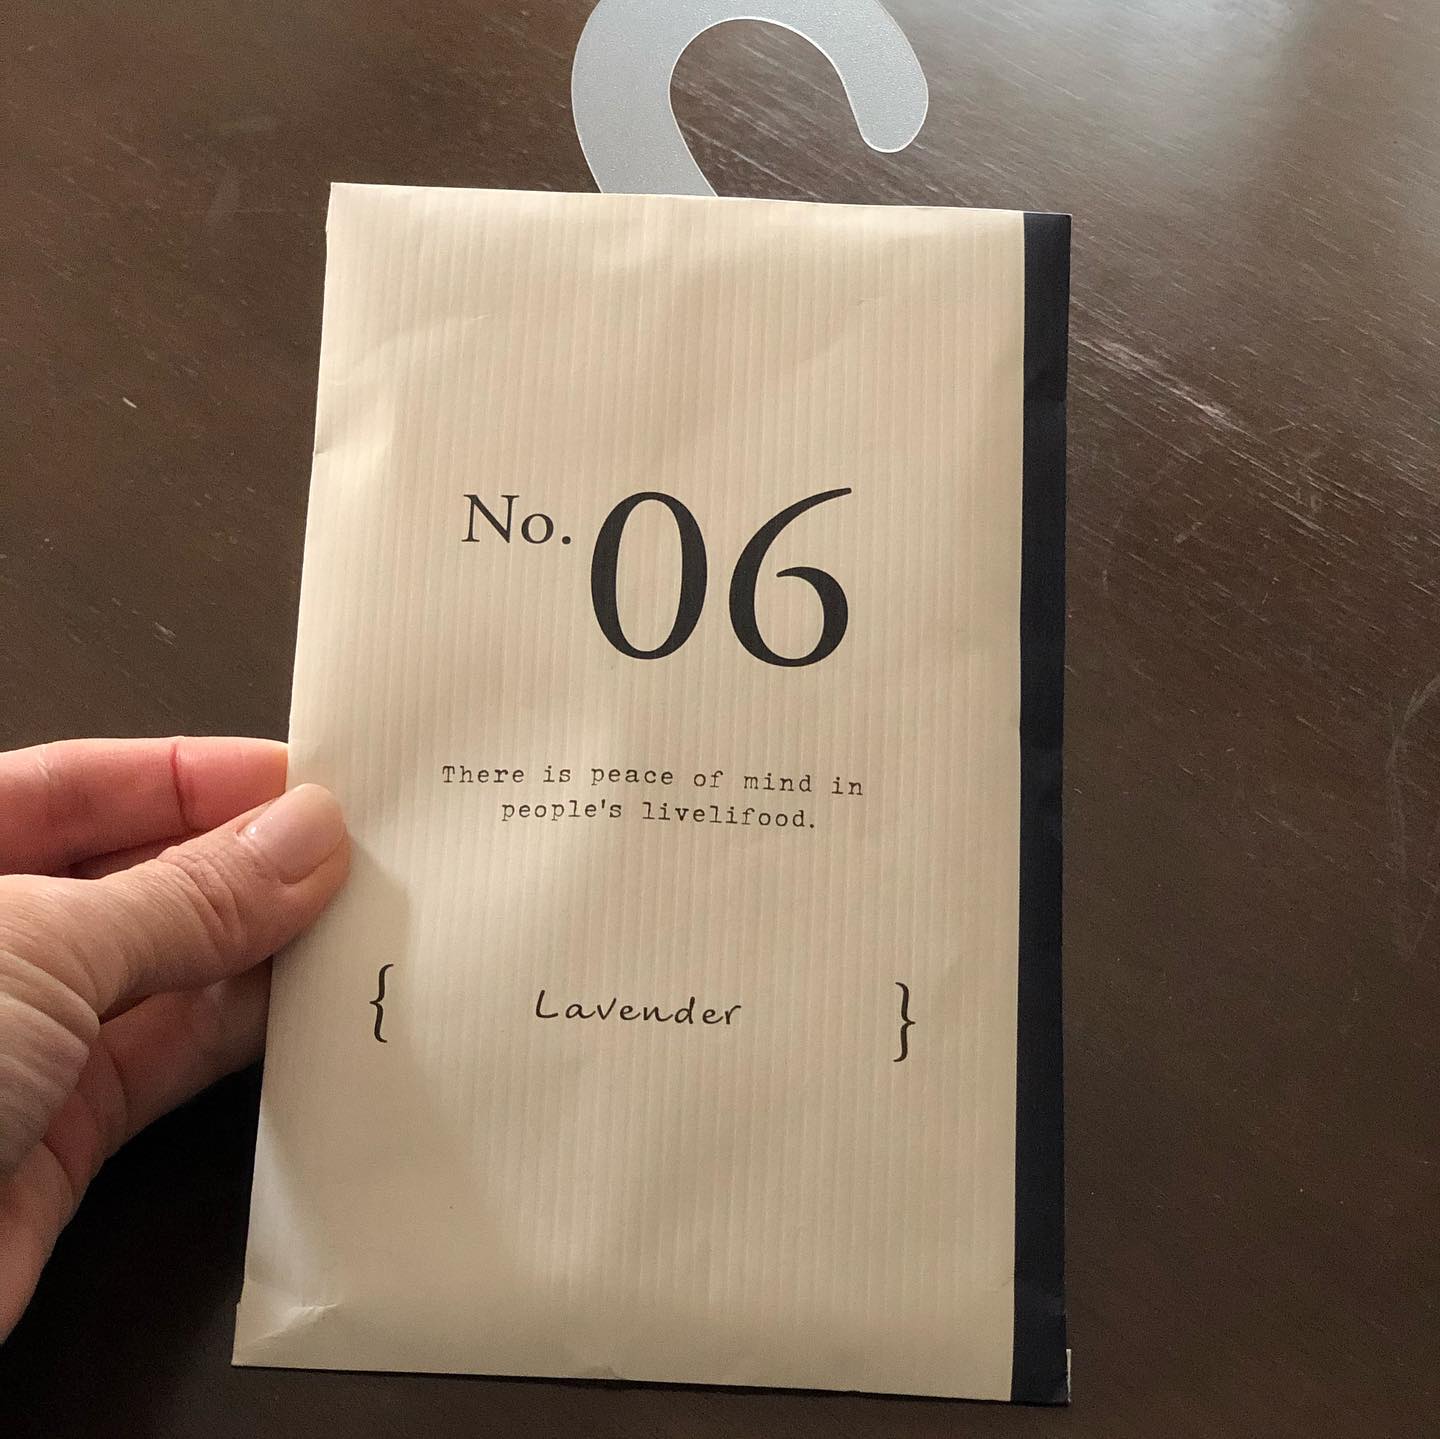 No. 06
There is peace of mind in
people's livelifood.
{ Lavender }